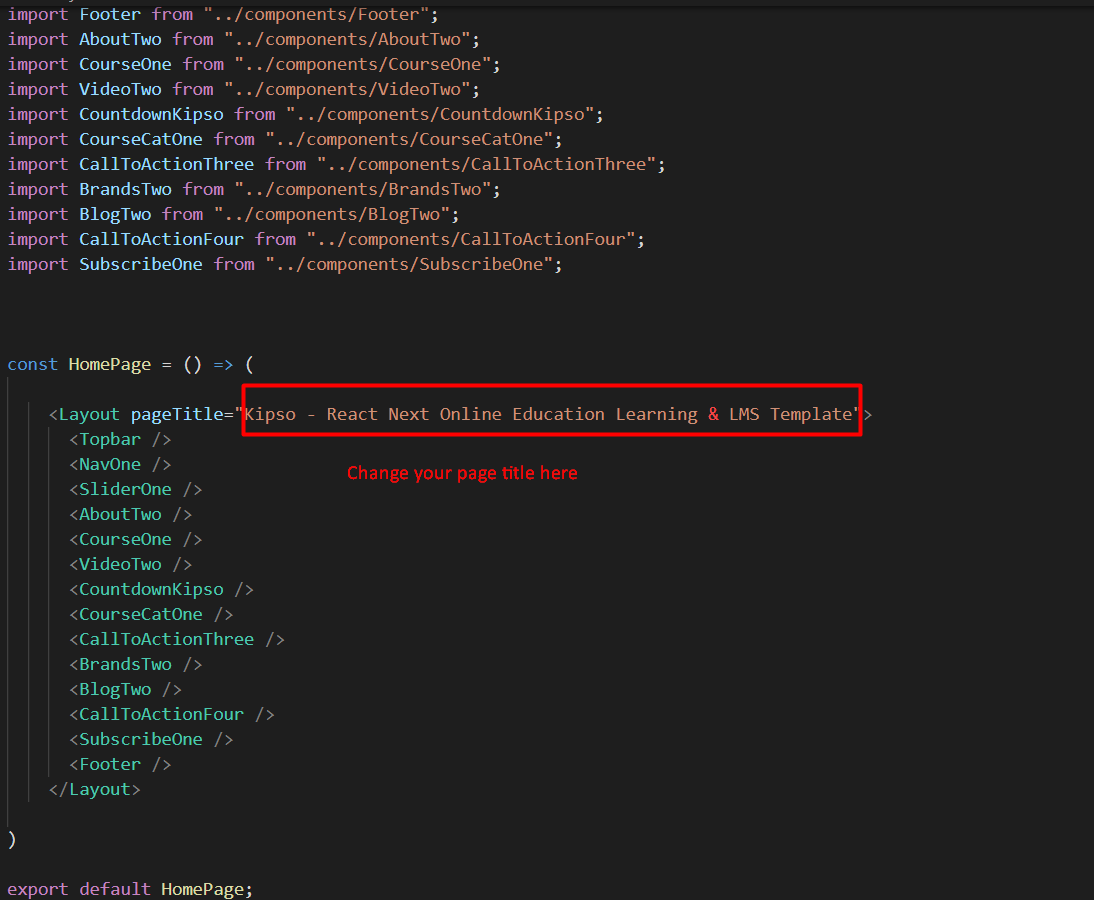 import Footer from "../components/Footer";
import AboutTwo from "../components/AboutTwo";
import CourseOne from "../components/CourseOne";
import VideoTwo from "../components/VideoTwo";
import CountdownKipso from "../components/CountdownKipso";
import CourseCatOne from "../components/CourseCatOne";
import CallToActionThree from "../components/CallToActionThree";
import BrandsTwo from "../components/BrandsTwo";
import BlogTwo from "../components/BlogTwo";
import CallToActionFour from "../components/CallToActionFour";
import SubscribeOne from "../components/SubscribeOne";
const HomePage = () => (
<Layout pageTitle="Kipso - React Next Online Education Learning & LMS Template">
<Topbar />
<NavOne />
Change your page title here
<SliderOne />
<AboutTwo />
<CourseOne />
<VideoTwo />
<CountdownKipso />
<CourseCatOne />
<CallToActionThree />
<BrandsTwo />
<BlogTwo />
<CallToActionFour />
<SubscribeOne />
<Footer />
</Layout>
)
export default HomePage;